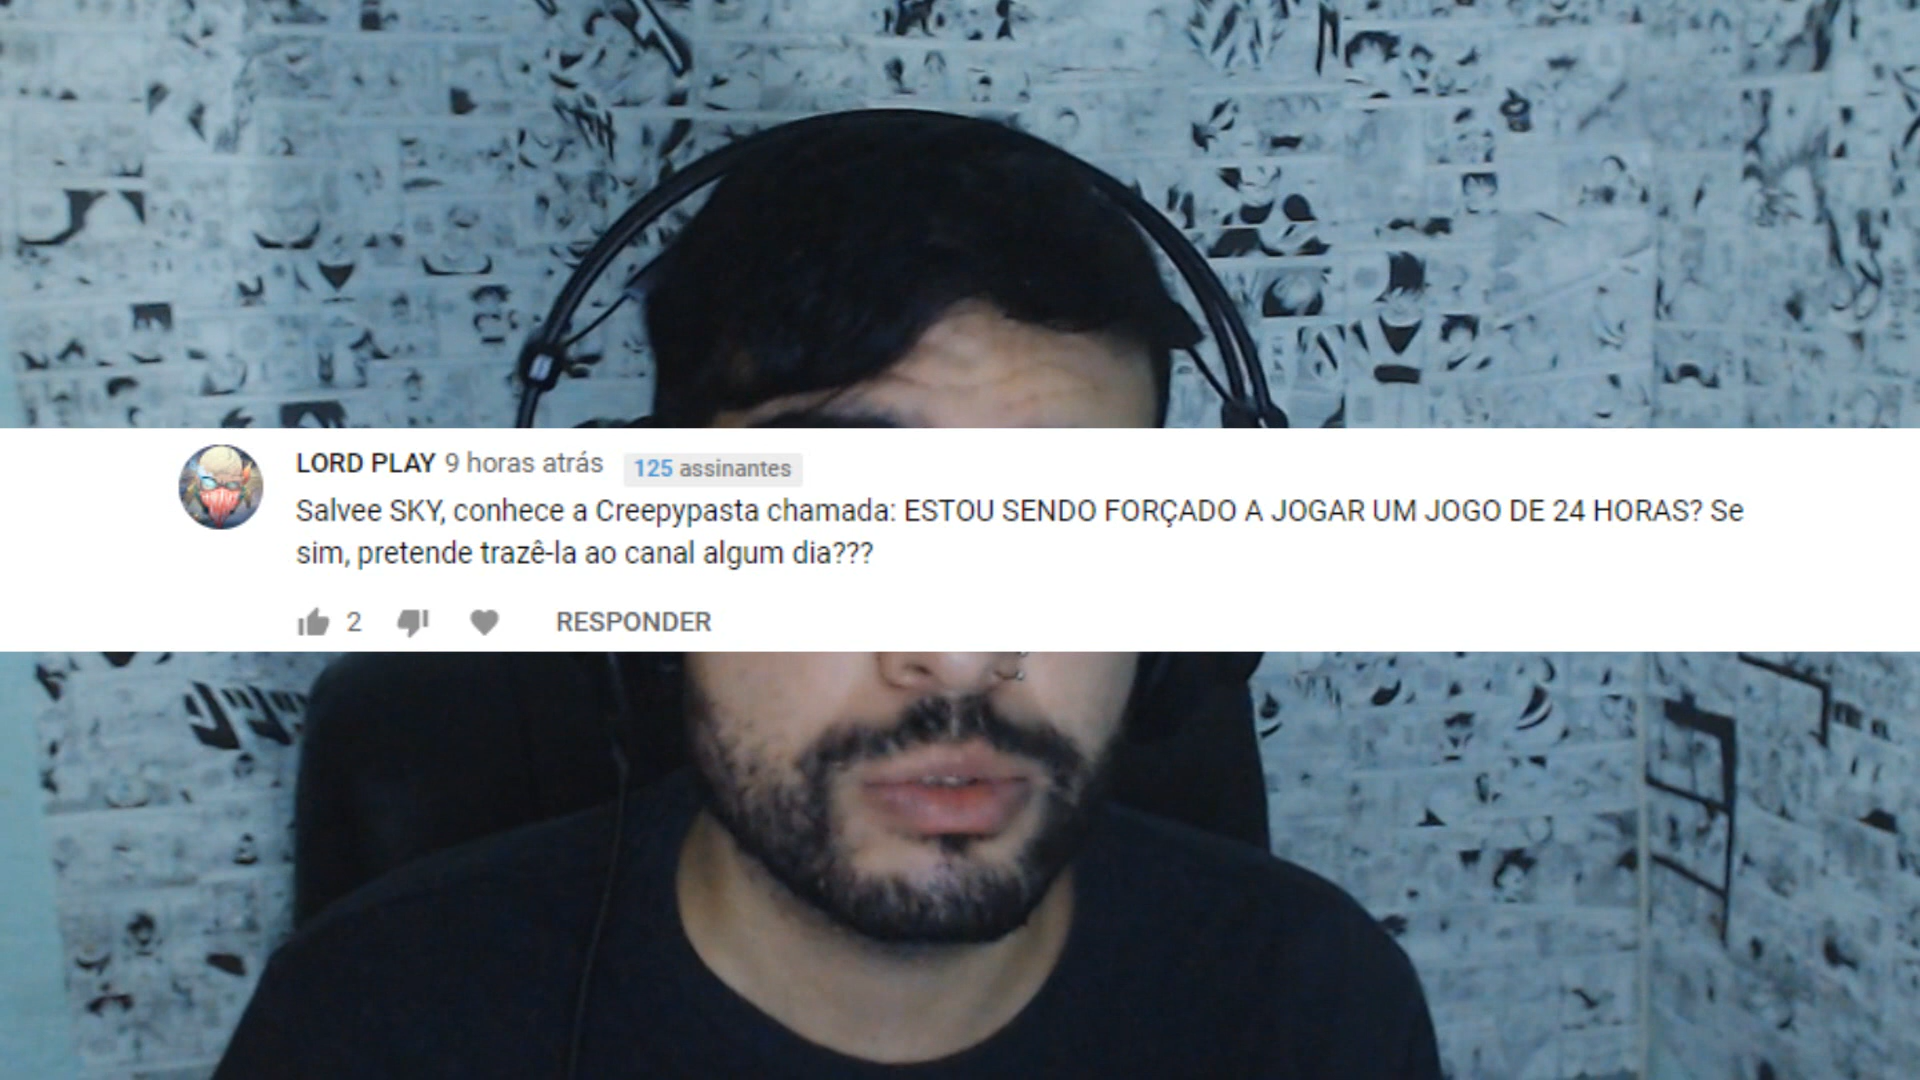 LORD PLAY 9 horas atrás 125 assinantes
Salvee SKY, conhece a Creepypasta chamada: ESTOU SENDO FORÇADO A JOGAR UM JOGO DE 24 HORAS? Se
sim, pretende trazê-la ao canal algum dia???
2 RESPONDER